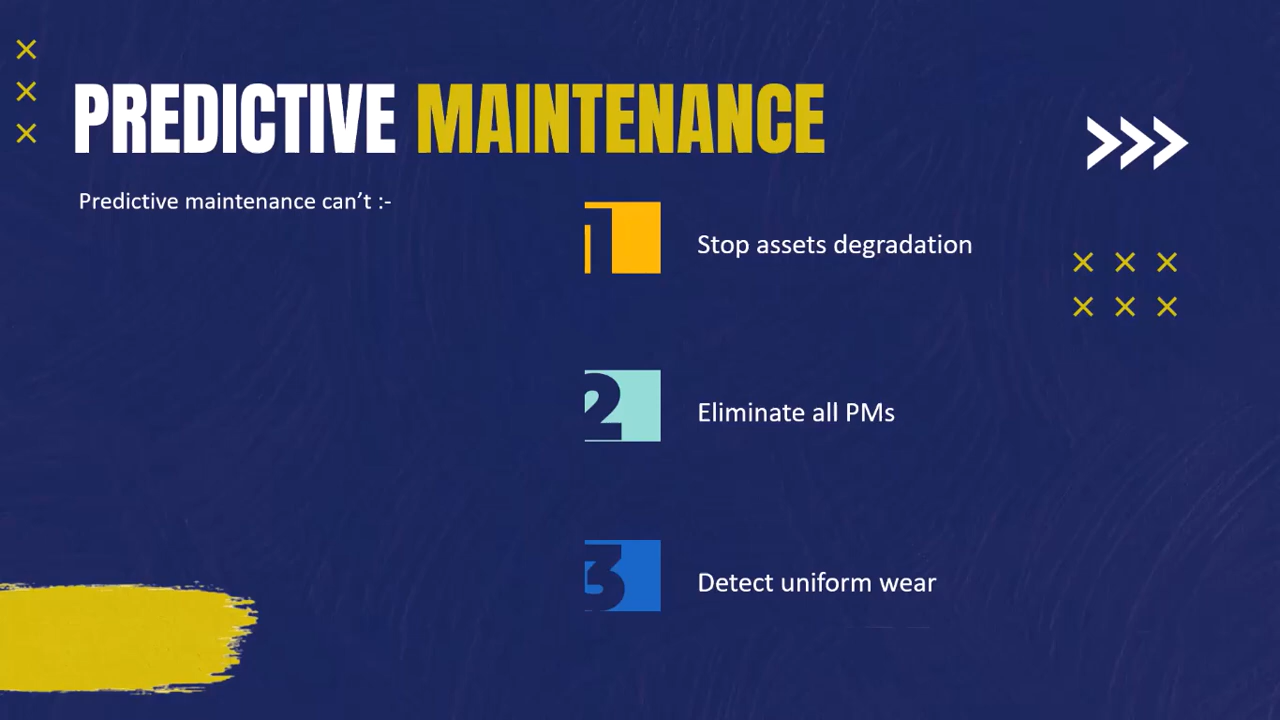 PREDICTIVE MAINTENANCE
Predictive maintenance can’t :-
1
Stop assets degradation
2
Eliminate all PMs
3
Detect uniform wear